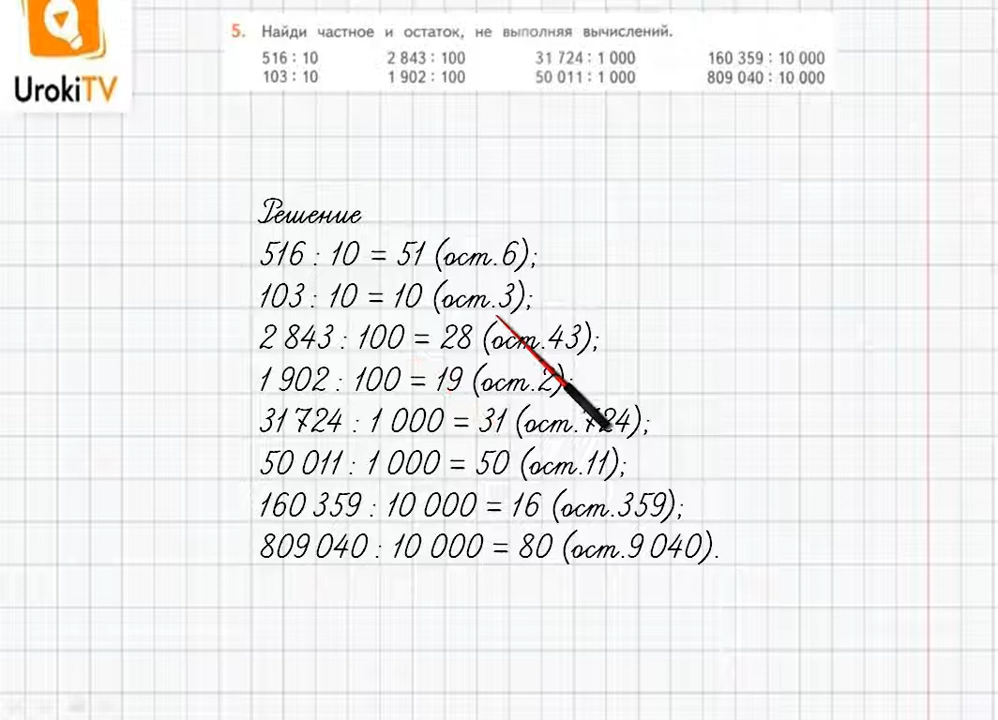 UrokiTV
5. Найди частное и остаток, не выполняя вычислений.
516 : 10 2 843 : 100 31 724 : 1 000 160 359 : 10 000
103 : 10 1 902 : 100 50 011 : 1 000 809 040 : 10 000
Решение
516 : 10 = 51 (ост.6);
103 : 10 = 10 (ост.3);
2 843 : 100 = 28 (ост.43);
1 902 : 100 = 19 (ост.2);
31 724 : 1 000 = 31 (ост.724);
50 011 : 1 000 = 50 (ост.11);
160 359 : 10 000 = 16 (ост.359);
809 040 : 10 000 = 80 (ост.9 040).